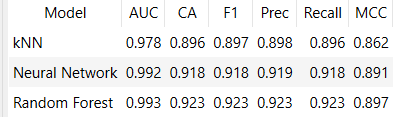 Model AUC CA F1 Prec Recall MCC
kNN 0.978 0.896 0.897 0.898 0.896 0.862
Neural Network 0.992 0.918 0.918 0.919 0.918 0.891
Random Forest 0.993 0.923 0.923 0.923 0.923 0.897